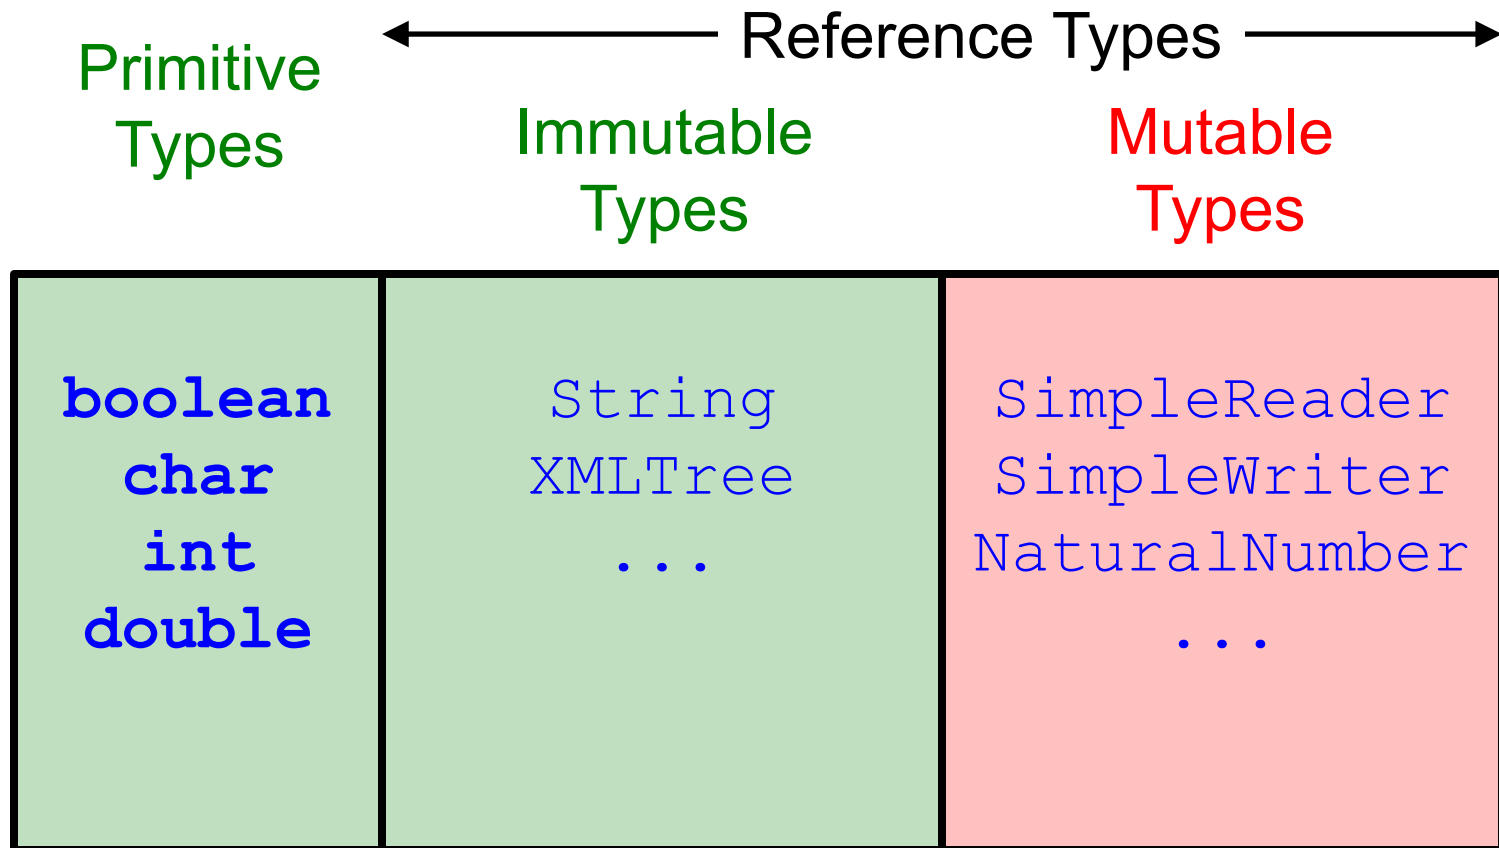 Reference Types
Primitive
Types
Immutable
Types
Mutable
Types
boolean
char
int
double
String
XMLTree
...
SimpleReader
SimpleWriter
NaturalNumber
...